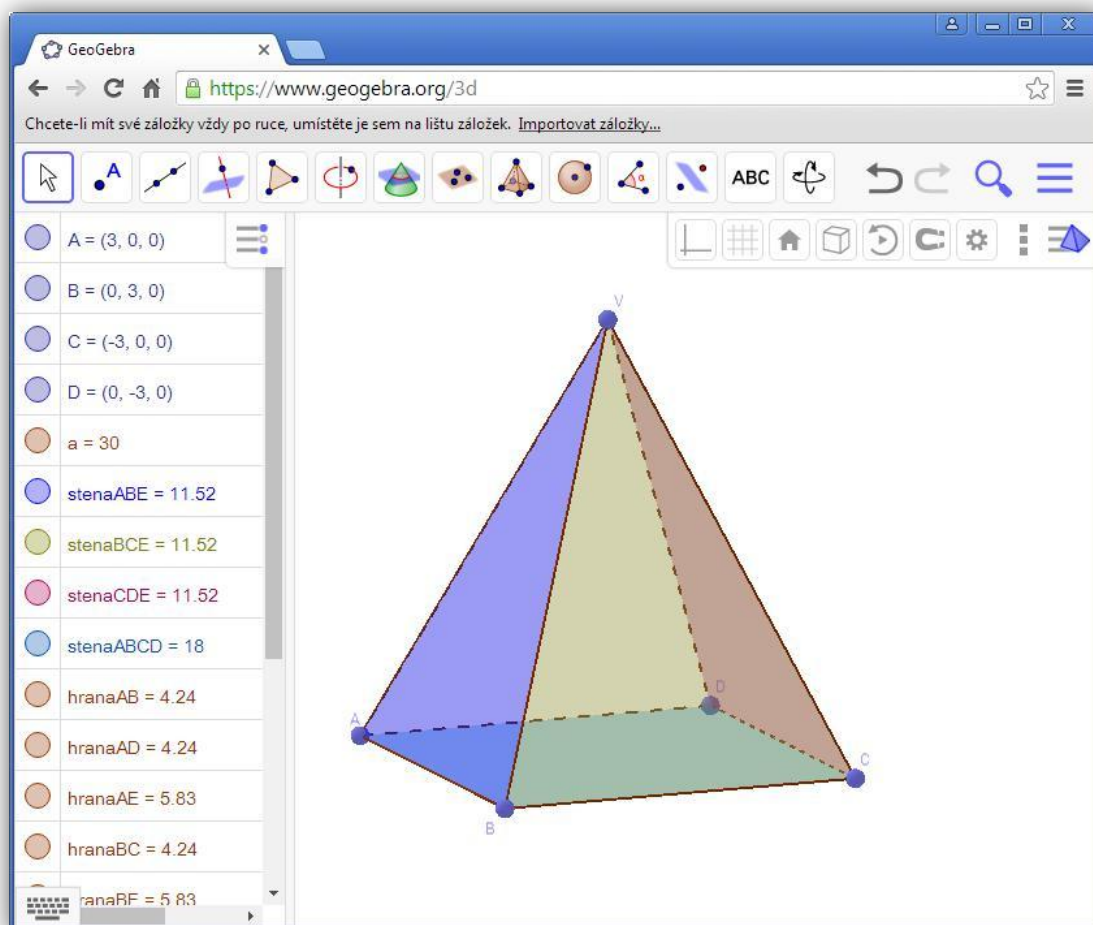 GeoGebra
https://www.geogebra.org/3d
Chcete-li mít své záložky vždy po ruce, umístěte je sem na lištu záložek. Importovat záložky...
A
ABC
A = (3, 0, 0)
B = (0, 3, 0)
C = (-3, 0, 0)
D = (0, -3, 0)
a = 30
stenaABE = 11.52
stenaBCE = 11.52
stenaCDE = 11.52
stenaABCD = 18
hranaAB = 4.24
hranaAD = 4.24
hranaAE = 5.83
hranaBC = 4.24
hranaBE = 5.83
V
A
D
C
B